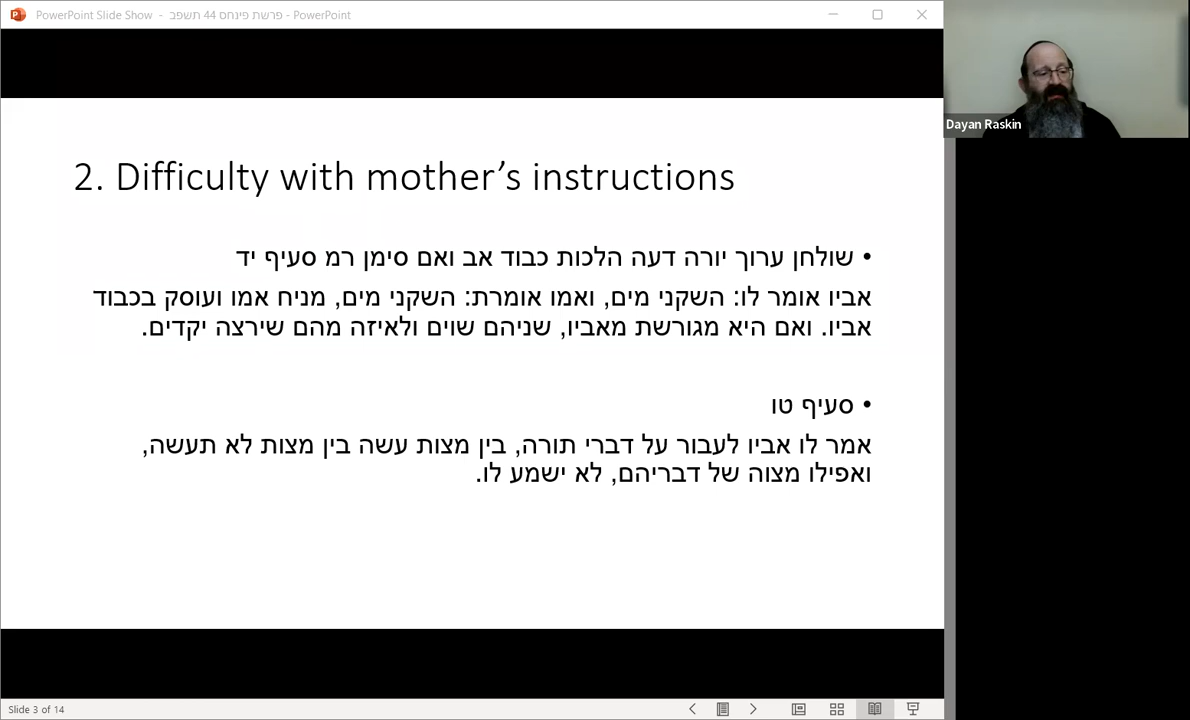 PowerPoint Slide Show - פרשת פינחס 44 תשפב - PowerPoint
Dayan Raskin
2. Difficulty with mother’s instructions
• שולחן ערוך יורה דעה הלכות כבוד אב ואם סימן רמ סעיף יד
אביו אומר לו: השקני מים, ואמו אומרת: השקני מים, מניח אמו ועוסק בכבוד
אביו. ואם היא מגורשת מאביו, שניהם שוים ולאיזה מהם שירצה יקדים.
• סעיף טו
אמר לו אביו לעבור על דברי תורה, בין מצות עשה בין מצות לא תעשה,
ואפילו מצוה של דבריהם, לא ישמע לו.
Slide 3 of 14